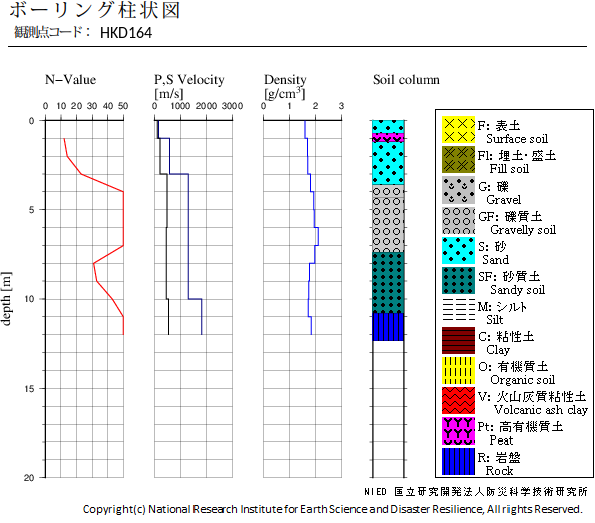 ボーリング柱状図
観測点コード： HKD164
N-Value
P,S Velocity
[m/s]
Density
[g/cm3]
Soil column
0 10 20 30 40 50
0 1000 2000 3000
0 1 2 3
0
5
10
15
20
depth [m]
F: 表土
Surface soil
Fl: 埋土・盛土
Fill soil
G: 礫
Gravel
GF: 礫質土
Gravelly soil
S: 砂
Sand
SF: 砂質土
Sandy soil
M: シルト
Silt
C: 粘性土
Clay
O: 有機質土
Organic soil
V: 火山灰質粘性土
Volcanic ash clay
Pt: 高有機質土
Peat
R: 岩盤
Rock
NIED 国立研究開発法人防災科学技術研究所
Copyright(c) National Research Institute for Earth Science and Disaster Resilience, All rights Reserved.